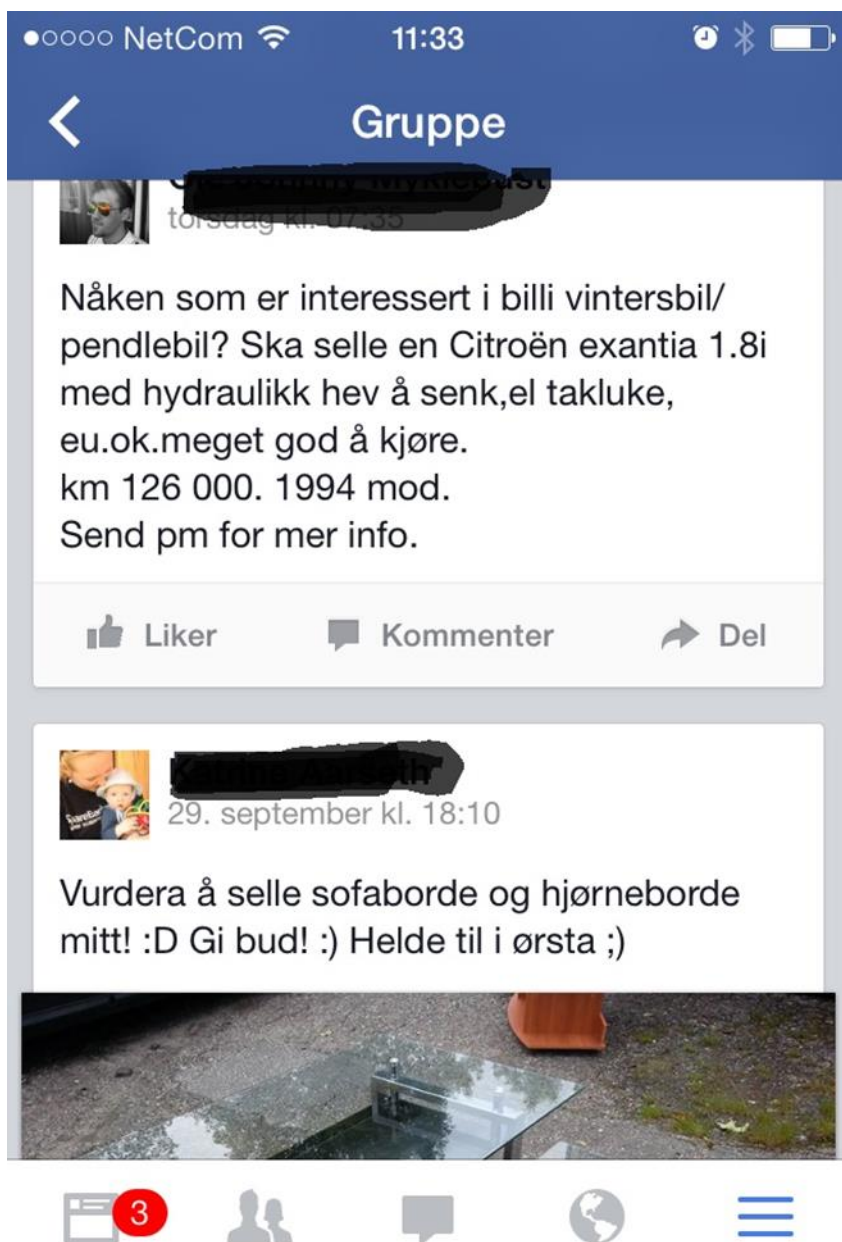 NetCom 11:33
Gruppe
torsdag kl. 07:35
Nåken som er interessert i billi vintersbil/
pendlebil? Ska selle en Citroën exantia 1.8i
med hydraulikk hev å senk,el takluke,
eu.ok.meget god å kjøre.
km 126 000. 1994 mod.
Send pm for mer info.
Liker Kommenter Del
29. september kl. 18:10
Vurdera å selle sofaborde og hjørneborde
mitt! :D Gi bud! :) Helde til i ørsta ;)
3